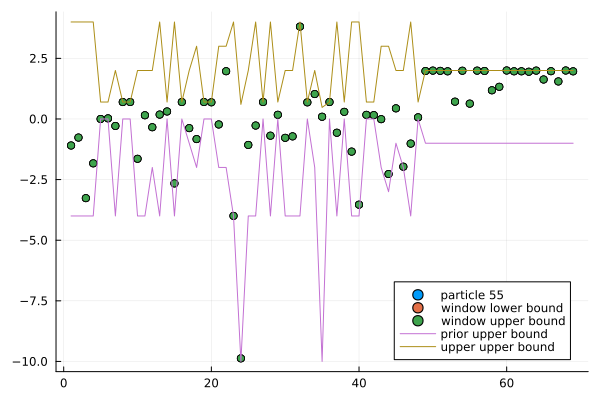 2.5
0.0
−2.5
−5.0
−7.5
−10.0
0
20
40
60
particle 55
window lower bound
window upper bound
prior upper bound
upper upper bound